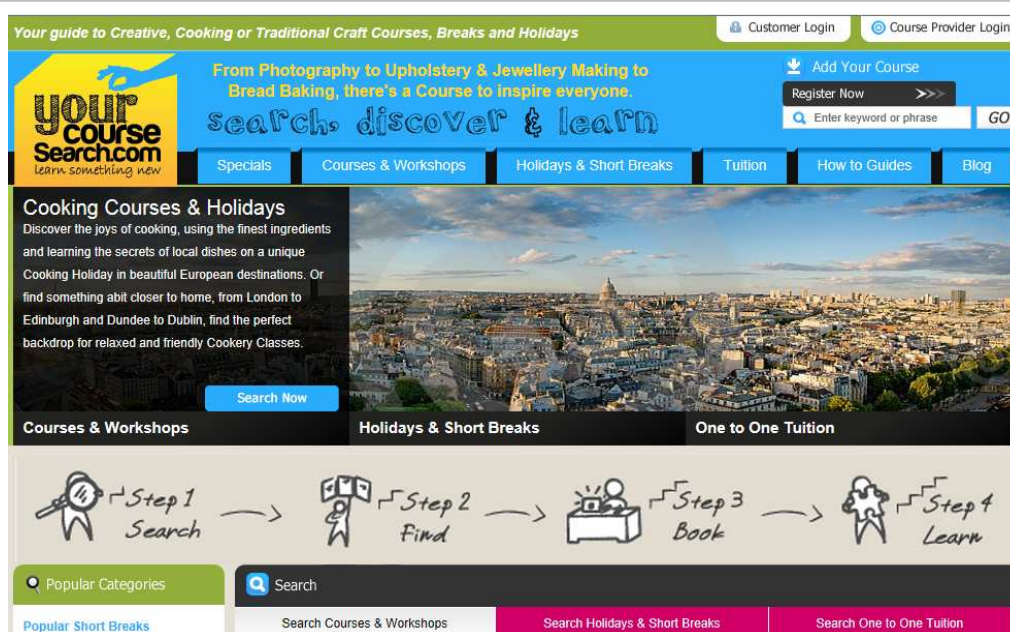 Your guide to Creative, Cooking or Traditional Craft Courses, Breaks and Holidays
Customer Login
Course Provider Login
your
course
Search.com
learn something new
From Photography to Upholstery & Jewellery Making to
Bread Baking, there's a Course to inspire everyone.
search, discover & learn
Add Your Course
Register Now >>>
Enter keyword or phrase
GO
Specials
Courses & Workshops
Holidays & Short Breaks
Tuition
How to Guides
Blog
Cooking Courses & Holidays
Discover the joys of cooking, using the finest ingredients
and learning the secrets of local dishes on a unique
Cooking Holiday in beautiful European destinations. Or
find something abit closer to home, from London to
Edinburgh and Dundee to Dublin, find the perfect
backdrop for relaxed and friendly Cookery Classes.
Search Now
Courses & Workshops
Holidays & Short Breaks
One to One Tuition
Step 1
Search
Step 2
Find
Step 3
Book
Step 4
Learn
Popular Categories
Search
Popular Short Breaks
Search Courses & Workshops
Search Holidays & Short Breaks
Search One to One Tuition